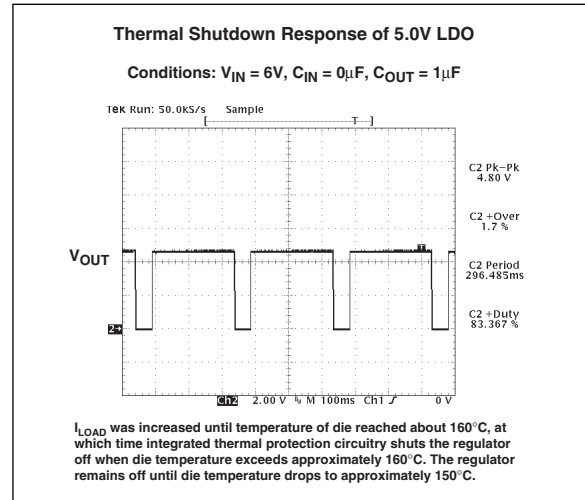 Thermal Shutdown Response of 5.0V LDO
Conditions: VIN = 6V, CIN = 0μF, COUT = 1μF
Tek Run: 50.0kS/s Sample
[ T ]
C2 Pk-Pk
4.80 V
C2 +Over
1.7 %
VOUT
T
C2 Period
296.485ms
C2 +Duty
83.367 %
2→
Ch2 2.00 V M 100ms Ch1 0 V
ILOAD was increased until temperature of die reached about 160°C, at
which time integrated thermal protection circuitry shuts the regulator
off when die temperature exceeds approximately 160°C. The regulator
remains off until die temperature drops to approximately 150°C.